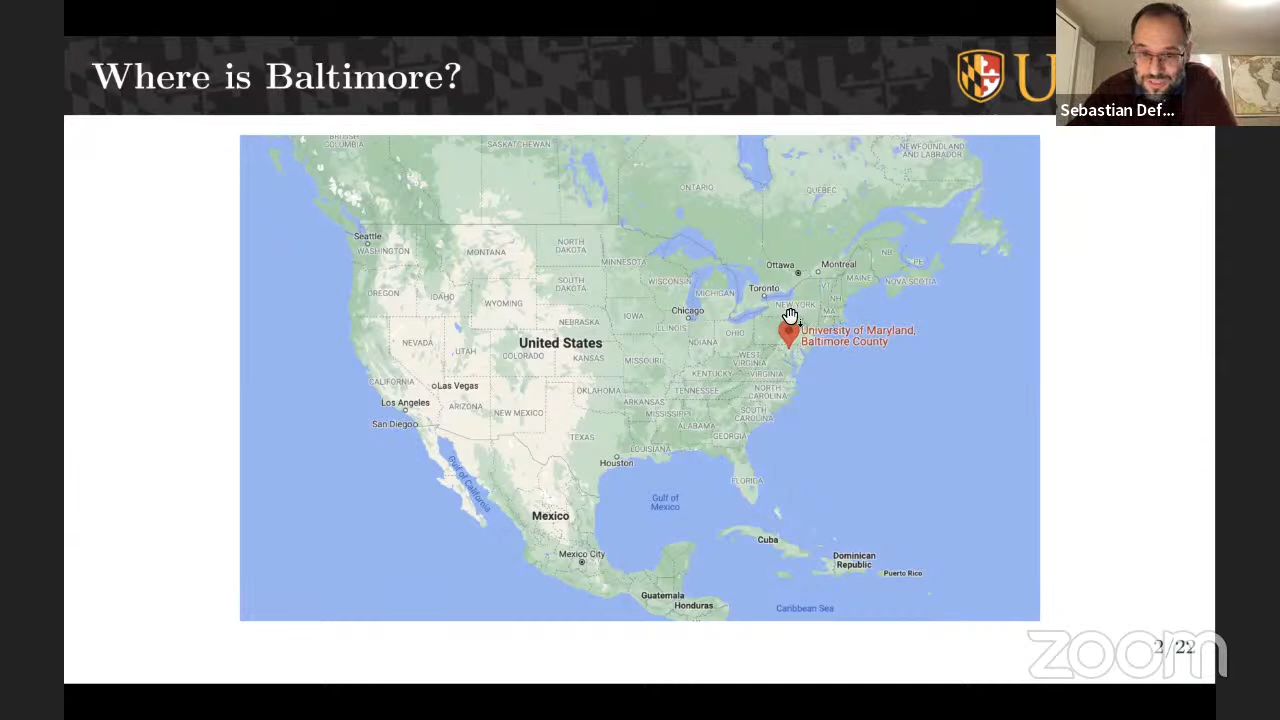 Where is Baltimore?
U
Sebastian Def...
BRITISH
COLUMBIA
SASKATCHEWAN
NEWFOUNDLAND
AND LABRADOR
ONTARIO
QUEBEC
Seattle
WASHINGTON
MONTANA
NORTH
DAKOTA
MINNESOTA
Ottawa
Montreal
NB
PE
MAINE
NOVA SCOTIA
OREGON
IDAHO
SOUTH
DAKOTA
WISCONSIN
MICHIGAN
Toronto
VT
NH
WYOMING
NEW YORK
MA
IOWA
Chicago
NEBRASKA
ILLINOIS
INDIANA
OHIO
University of Maryland,
Baltimore County
NEVADA
UTAH
COLORADO
United States
KANSAS
MISSOURI
WEST
VIRGINIA
KENTUCKY
VIRGINIA
CALIFORNIA
Las Vegas
OKLAHOMA
TENNESSEE
NORTH
CAROLINA
Los Angeles
ARIZONA
NEW MEXICO
ARKANSAS
MISSISSIPPI
SOUTH
CAROLINA
San Diego
ALABAMA
TEXAS
GEORGIA
LOUISIANA
Houston
Gulf of California
FLORIDA
Gulf of
Mexico
Mexico
Cuba
Mexico City
Dominican
Republic
Puerto Rico
Guatemala
Honduras
Caribbean Sea
zoom
2/22